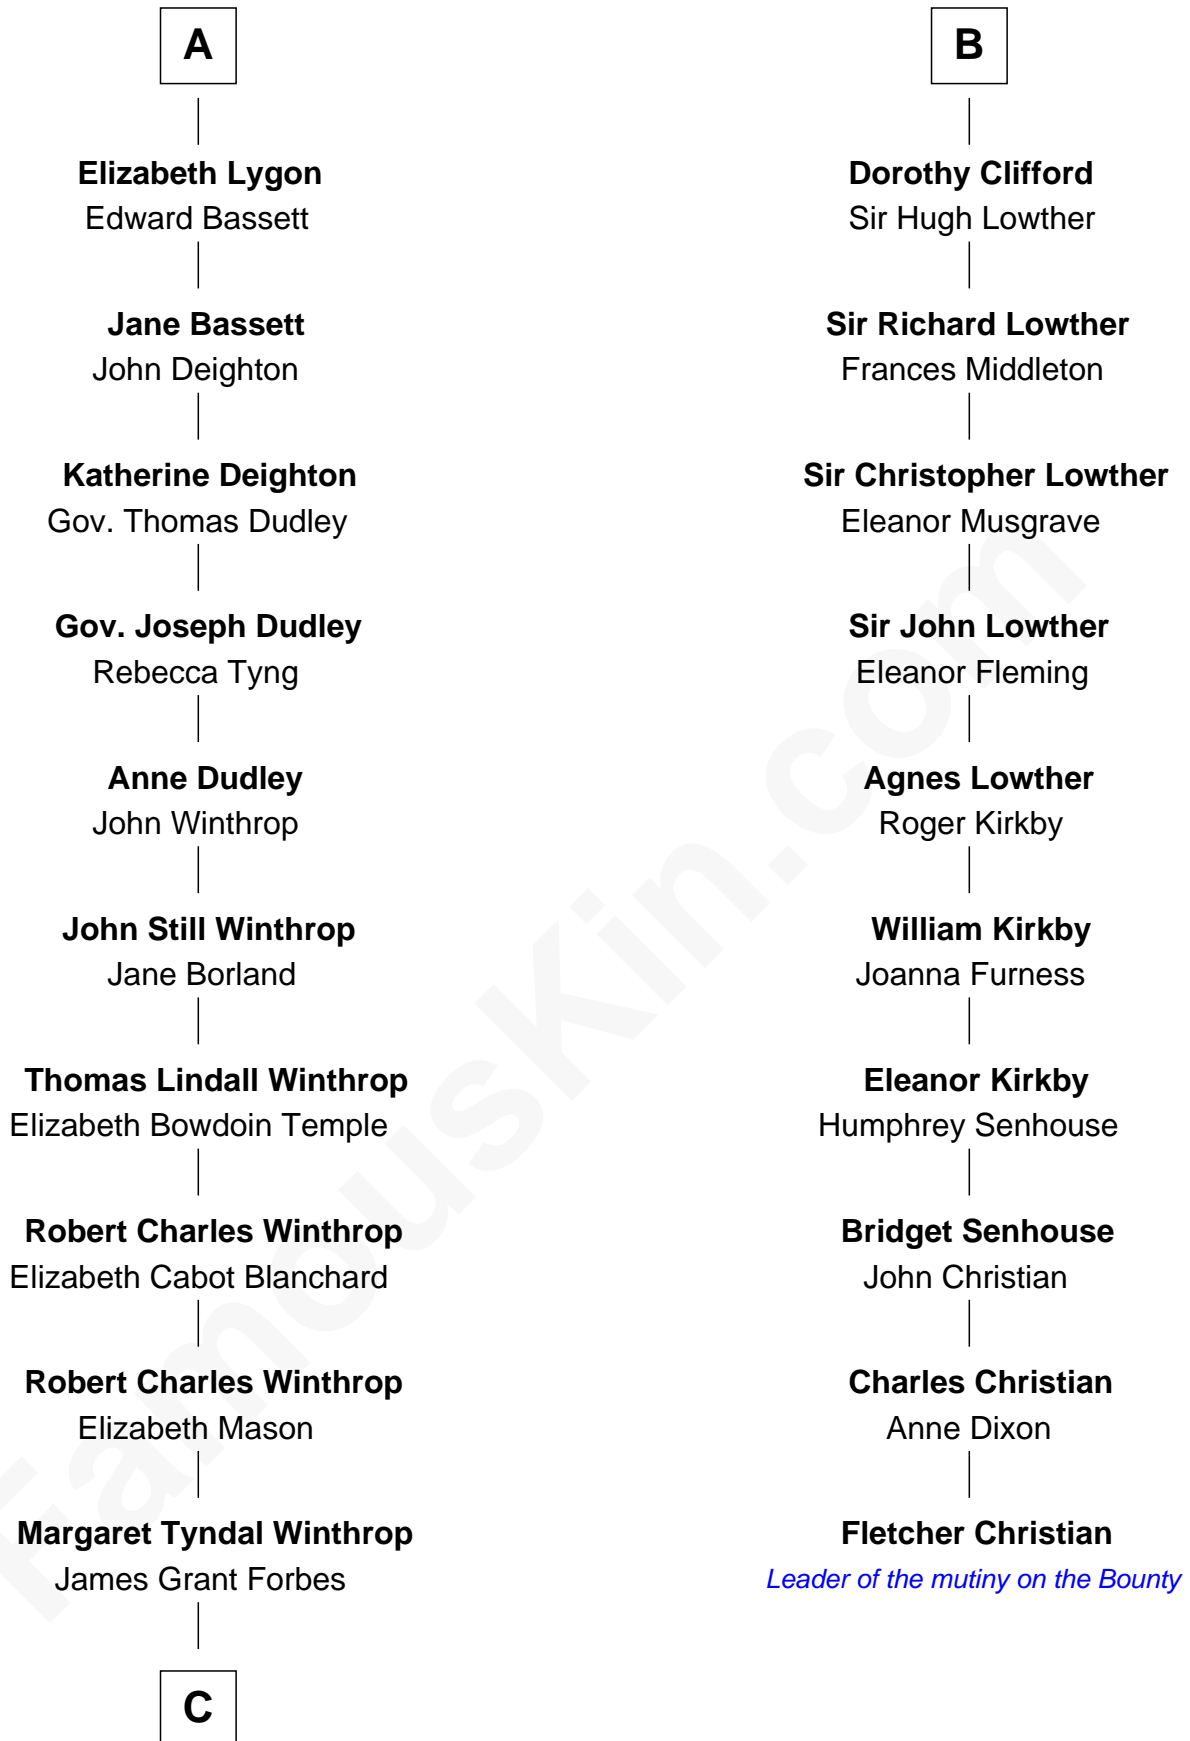 A
Elizabeth Lygon
Edward Bassett
Jane Bassett
John Deighton
Katherine Deighton
Gov. Thomas Dudley
Gov. Joseph Dudley
Rebecca Tyng
Anne Dudley
John Winthrop
John Still Winthrop
Jane Borland
Thomas Lindall Winthrop
Elizabeth Bowdoin Temple
Robert Charles Winthrop
Elizabeth Cabot Blanchard
Robert Charles Winthrop
Elizabeth Mason
Margaret Tyndal Winthrop
James Grant Forbes
C
B
Dorothy Clifford
Sir Hugh Lowther
Sir Richard Lowther
Frances Middleton
Sir Christopher Lowther
Eleanor Musgrave
Sir John Lowther
Eleanor Fleming
Agnes Lowther
Roger Kirkby
William Kirkby
Joanna Furness
Eleanor Kirkby
Humphrey Senhouse
Bridget Senhouse
John Christian
Charles Christian
Anne Dixon
Fletcher Christian
Leader of the mutiny on the Bounty
FamousKin.com